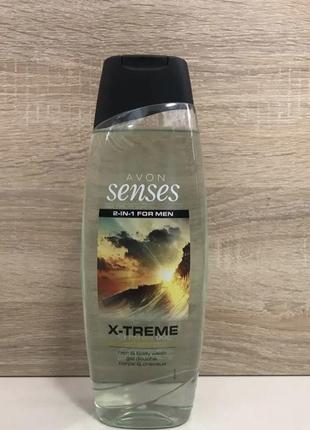 AVON
senses
2-IN-1 FOR MEN
X-TREME
hair & body wash
gel douche
corps & cheveux